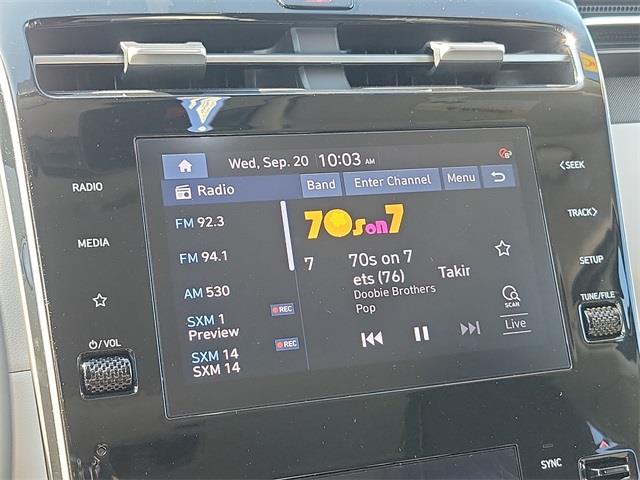 Wed, Sep. 20 10:03 AM
Radio Band Enter Channel Menu
FM 92.3
FM 94.1
AM 530
SXM 1 REC
Preview
SXM 14 REC
SXM 14
70s on 7
7 70s on 7
ets (76) Takir
Doobie Brothers
Pop
SCAN
Live
RADIO
MEDIA
VOL
<SEEK
TRACK>
SETUP
TUNE/FILE
SYNC